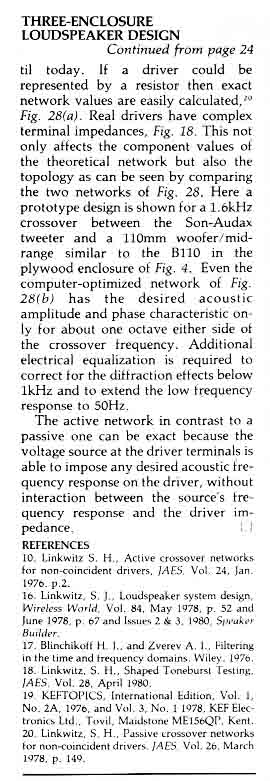 THREE-ENCLOSURE
LOUDSPEAKER DESIGN
Continued from page 24
til today. If a driver could be
represented by a resistor then exact
network values are easily calculated,²⁰
Fig. 28(a). Real drivers have complex
terminal impedances, Fig. 18. This not
only affects the component values of
the theoretical network but also the
topology as can be seen by comparing
the two networks of Fig. 28. Here a
prototype design is shown for a 1.6kHz
crossover between the Son-Audax
tweeter and a 110mm woofer/mid-
range similar to the B110 in the
plywood enclosure of Fig. 4. Even the
computer-optimized network of Fig.
28(b) has the desired acoustic
amplitude and phase characteristic on-
ly for about one octave either side of
the crossover frequency. Additional
electrical equalization is required to
correct for the diffraction effects below
1kHz and to extend the low frequency
response to 50Hz.
The active network in contrast to a
passive one can be exact because the
voltage source at the driver terminals is
able to impose any desired acoustic fre-
quency response on the driver, without
interaction between the source's fre-
quency response and the driver im-
pedance.
REFERENCES
10. Linkwitz S. H., Active crossover networks
for non-coincident drivers, JAES, Vol. 24, Jan.
1976. p.2.
16. Linkwitz, S. J., Loudspeaker system design,
Wireless World, Vol. 84, May 1978, p. 52 and
June 1978, p. 67 and Issues 2 & 3, 1980, Speaker
Builder.
17. Blinchikoff H. J., and Zverev A. I., Filtering
in the time and frequency domains. Wiley, 1976.
18. Linkwitz, S. H., Shaped Toneburst Testing,
JAES, Vol. 28, April 1980.
19. KEFTOPICS, International Edition, Vol. 1,
No. 2A, 1976, and Vol. 3, No. 1 1978, KEF Elec-
tronics Ltd., Tovil, Maidstone ME156QP, Kent.
20. Linkwitz, S. H., Passive crossover networks
for non-coincident drivers. JAES, Vol. 26, March
1978, p. 149.